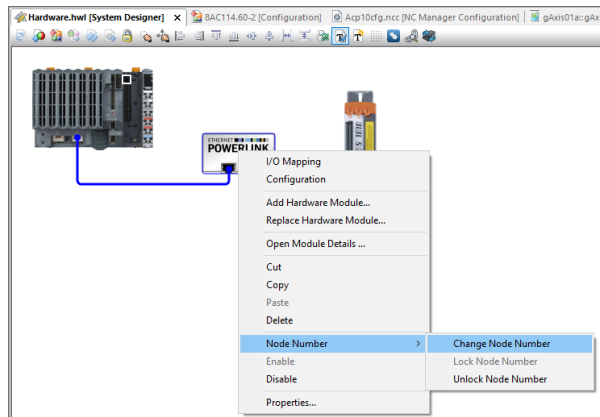 Hardware.hwl [System Designer] × 8AC114.60-2 [Configuration] Acp10cfg.ncc [NC Manager Configuration] gAxis01a::gAx
ETHERNET
POWERLINK
I/O Mapping
Configuration
Add Hardware Module...
Replace Hardware Module...
Open Module Details ...
Cut
Copy
Paste
Delete
Node Number > Change Node Number
Enable Lock Node Number
Disable Unlock Node Number
Properties...